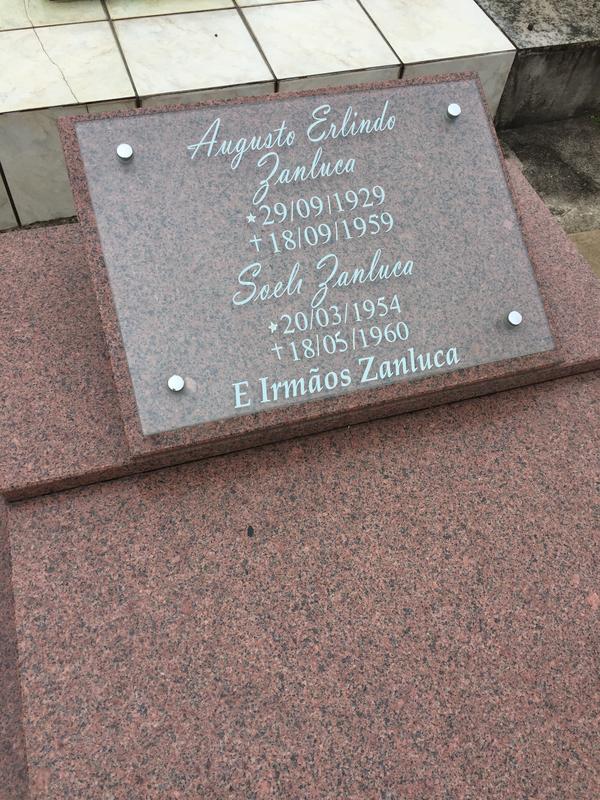 Augusto Erlindo
Zanluca
★29/09/1929
✝18/09/1959
Soeli Zanluca
★20/03/1954
✝18/05/1960
E Irmãos Zanluca